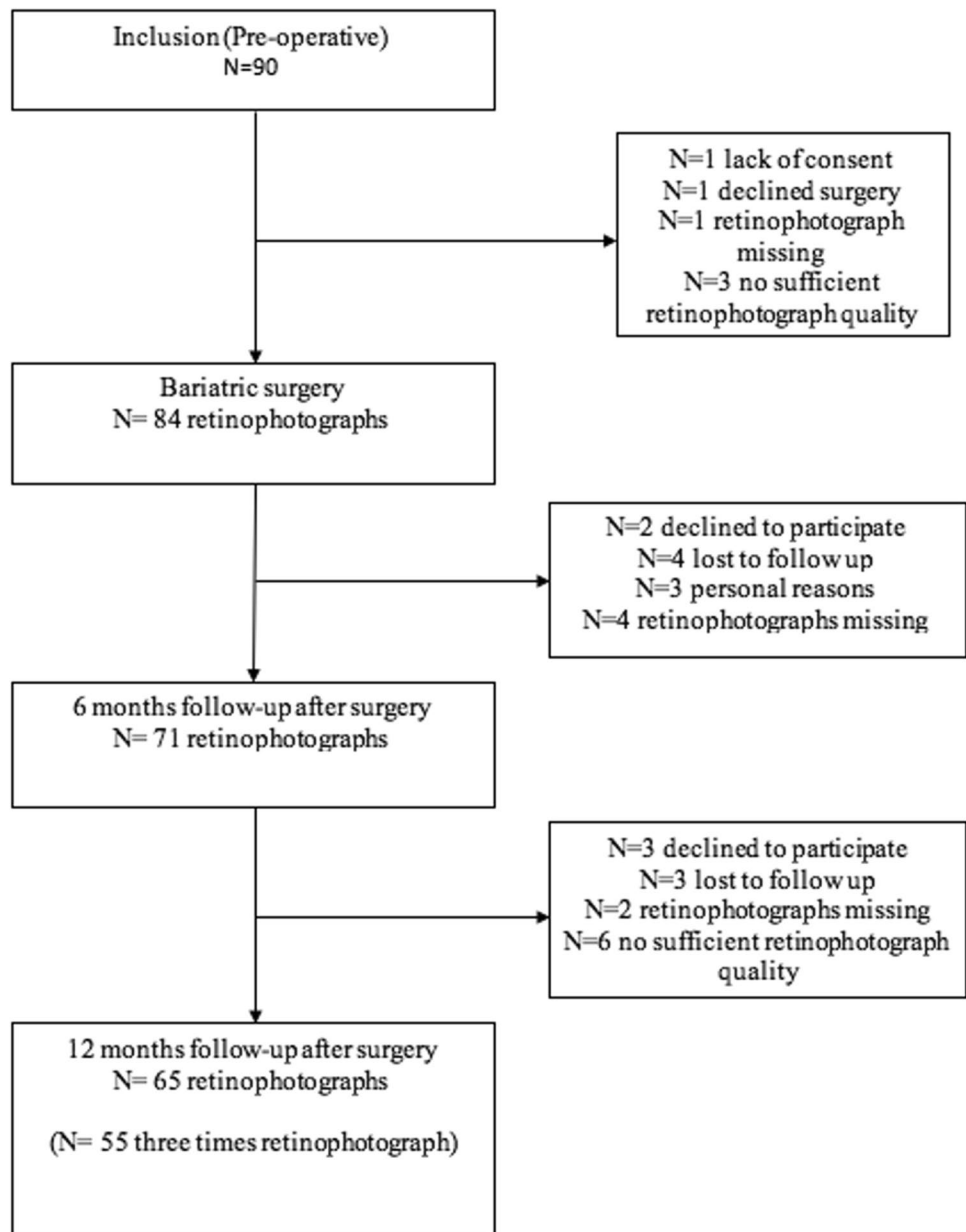 Inclusion (Pre-operative)
N=90
N=1 lack of consent
N=1 declined surgery
N=1 retinophotograph
missing
N=3 no sufficient
retinophotograph quality
Bariatric surgery
N= 84 retinophotographs
N=2 declined to participate
N=4 lost to follow up
N=3 personal reasons
N=4 retinophotographs missing
6 months follow-up after surgery
N= 71 retinophotographs
N=3 declined to participate
N=3 lost to follow up
N=2 retinophotographs missing
N=6 no sufficient retinophotograph
quality
12 months follow-up after surgery
N= 65 retinophotographs
(N= 55 three times retinophotograph)